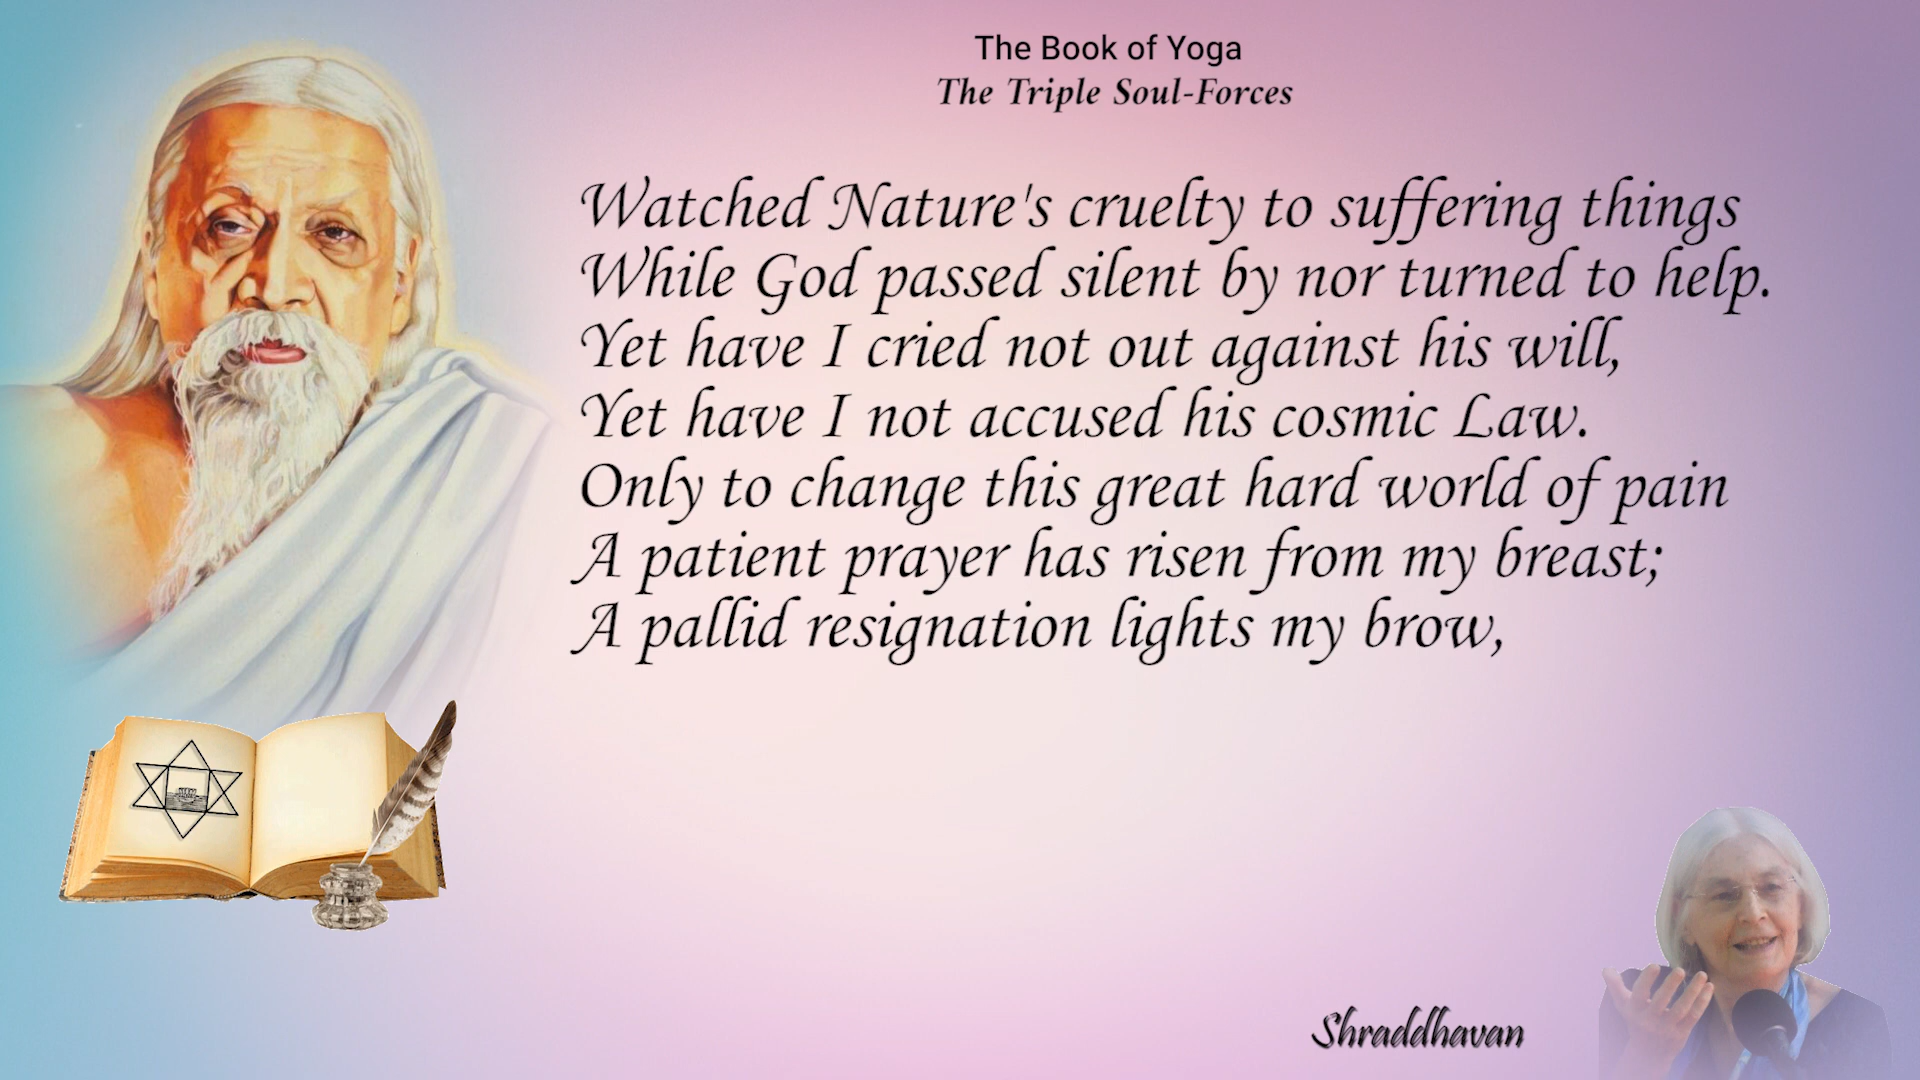 The Book of Yoga
The Triple Soul-Forces
Watched Nature's cruelty to suffering things
While God passed silent by nor turned to help.
Yet have I cried not out against his will,
Yet have I not accused his cosmic Law.
Only to change this great hard world of pain
A patient prayer has risen from my breast;
A pallid resignation lights my brow,
Shraddhavan